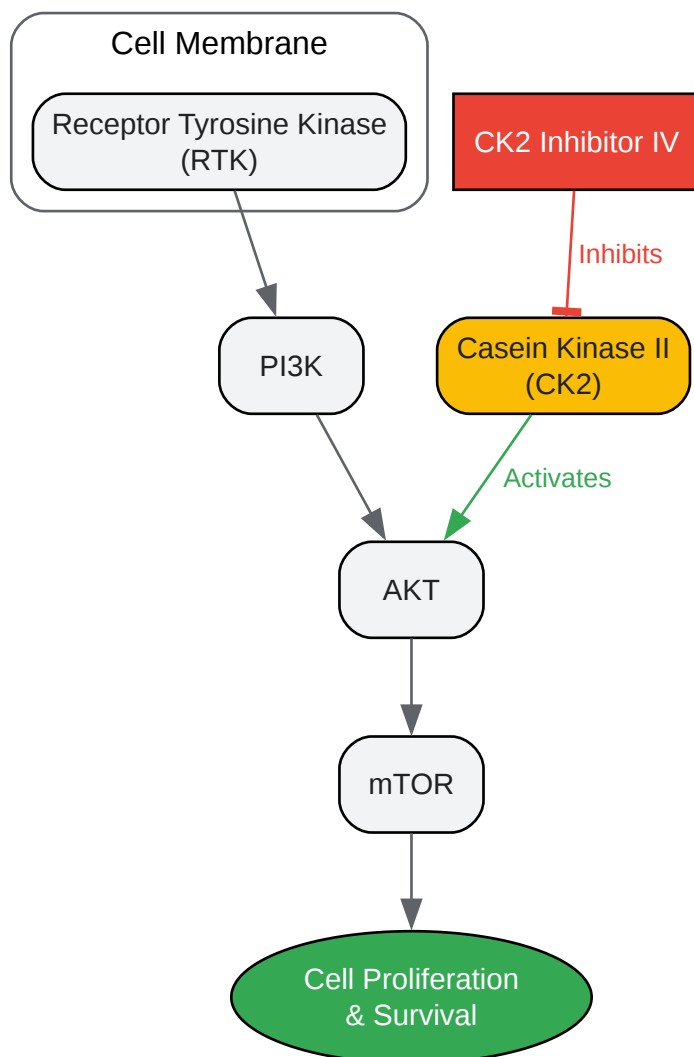 Cell Membrane
Receptor Tyrosine Kinase
(RTK)
CK2 Inhibitor IV
Inhibits
PI3K
Casein Kinase II
(CK2)
Activates
AKT
mTOR
Cell Proliferation
& Survival